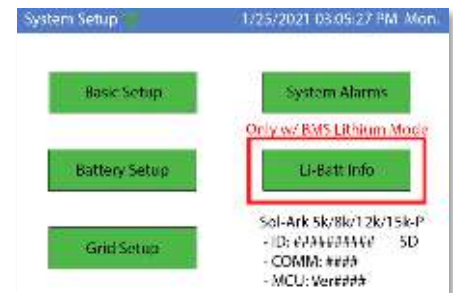 System Setup 1/25/2021 03:05:27 PM Mon.
Basic Setup System Alarms
Only w/ BMS Lithium Mode
Battery Setup Li-Batt Info
Sol-Ark 5k/8k/12k/15k-P
Grid Setup - ID: ########## SD
- COMM: ####
- MCU: Ver####